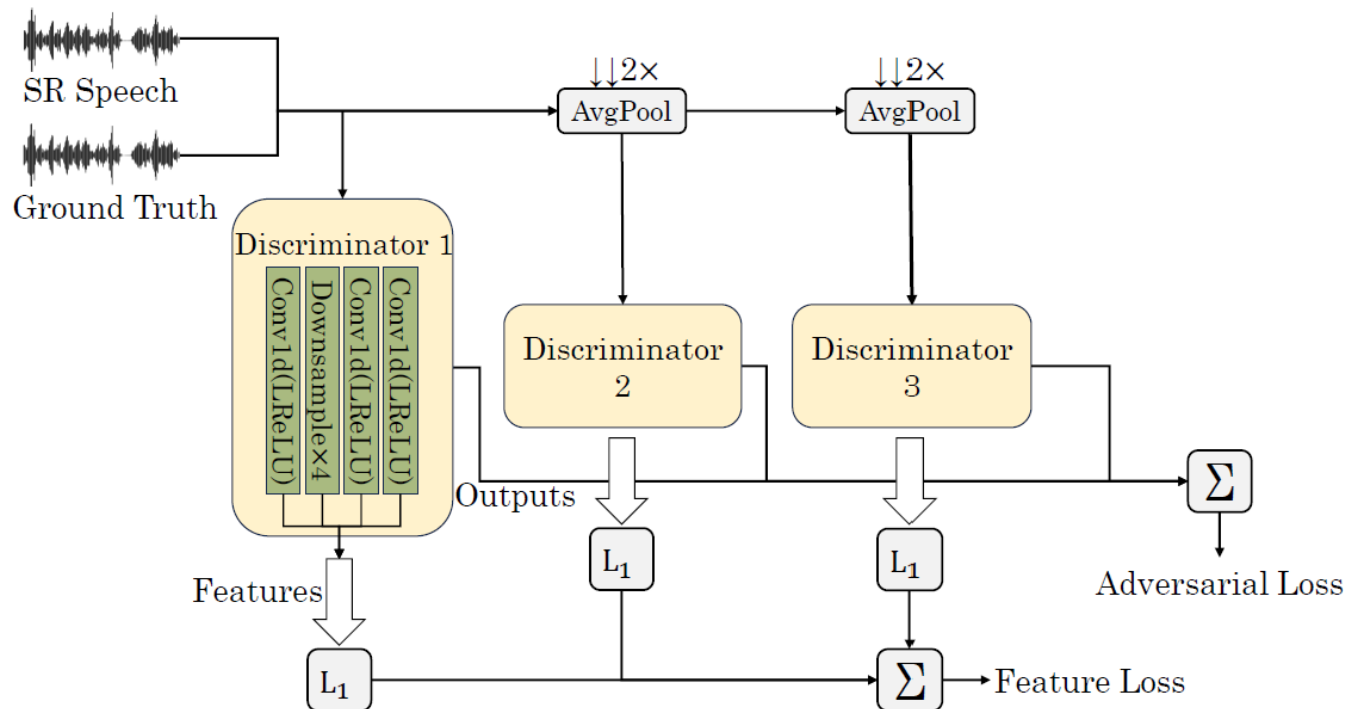 SR Speech
Ground Truth
↓↓2×
AvgPool
↓↓2×
AvgPool
Discriminator 1
Conv1d(LReLU)
Downsample×4
Conv1d(LReLU)
Conv1d(LReLU)
Discriminator
2
Discriminator
3
Outputs
Σ
Adversarial Loss
Features
L₁
L₁
L₁
Σ
Feature Loss